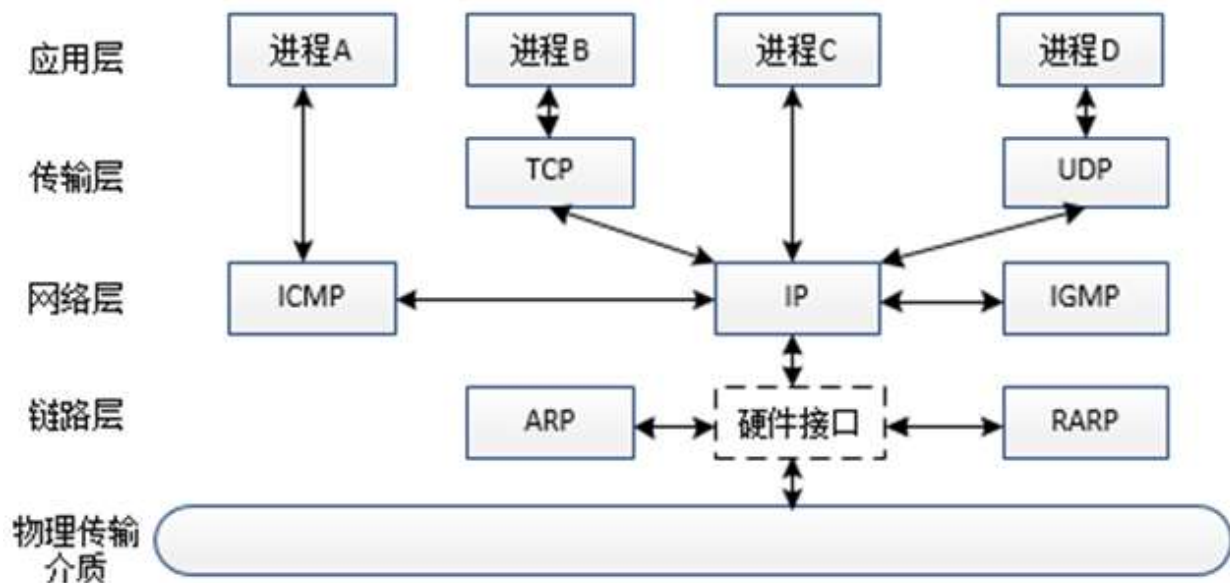 应用层
进程A
进程B
进程C
进程D
传输层
TCP
UDP
网络层
ICMP
IP
IGMP
链路层
ARP
硬件接口
RARP
物理传输
介质